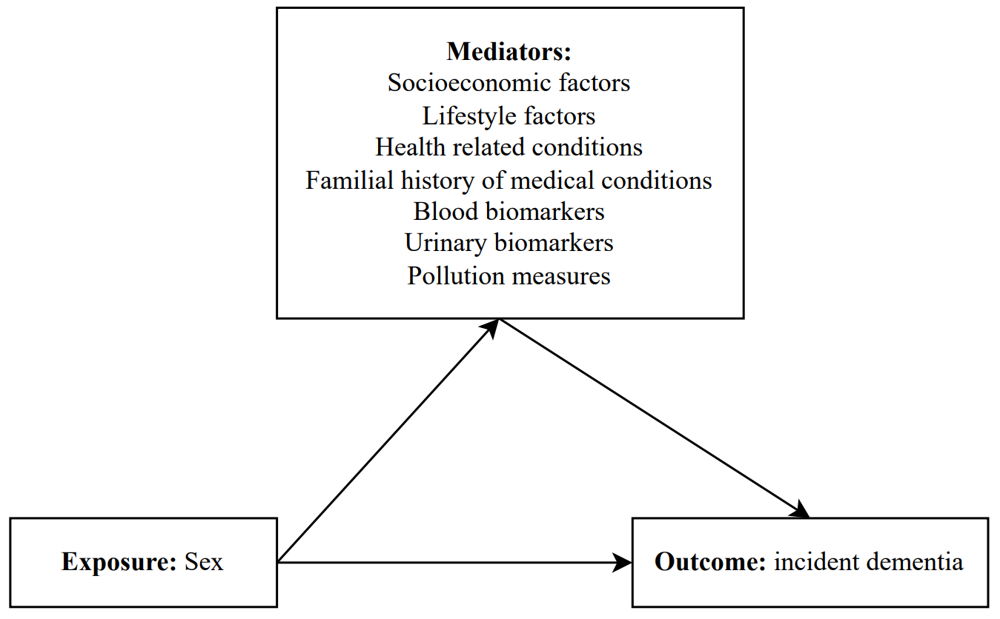 Mediators:
Socioeconomic factors
Lifestyle factors
Health related conditions
Familial history of medical conditions
Blood biomarkers
Urinary biomarkers
Pollution measures
Exposure: Sex
Outcome: incident dementia